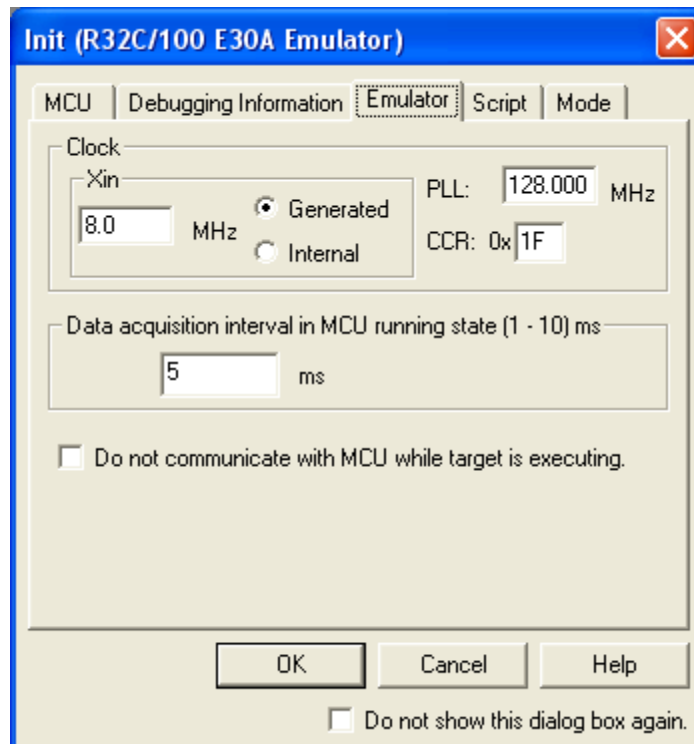 Init (R32C/100 E30A Emulator)
MCU Debugging Information Emulator Script Mode
Clock
Xin
8.0 MHz
Generated
Internal
PLL: 128.000 MHz
CCR: 0x 1F
Data acquisition interval in MCU running state (1 - 10) ms
5 ms
Do not communicate with MCU while target is executing.
OK Cancel Help
Do not show this dialog box again.